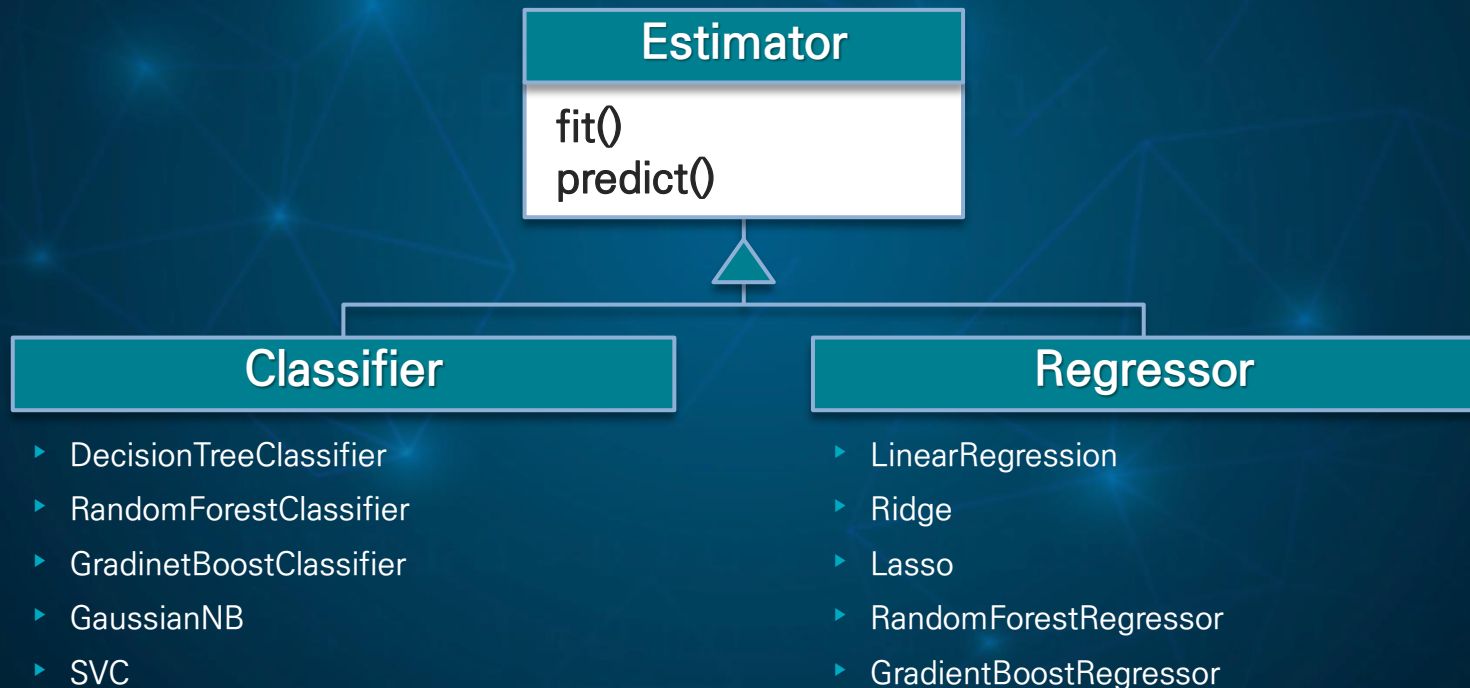 Estimator
fit()
predict()
Classifier
DecisionTreeClassifier
RandomForestClassifier
GradinetBoostClassifier
GaussianNB
SVC
Regressor
LinearRegression
Ridge
Lasso
RandomForestRegressor
GradientBoostRegressor